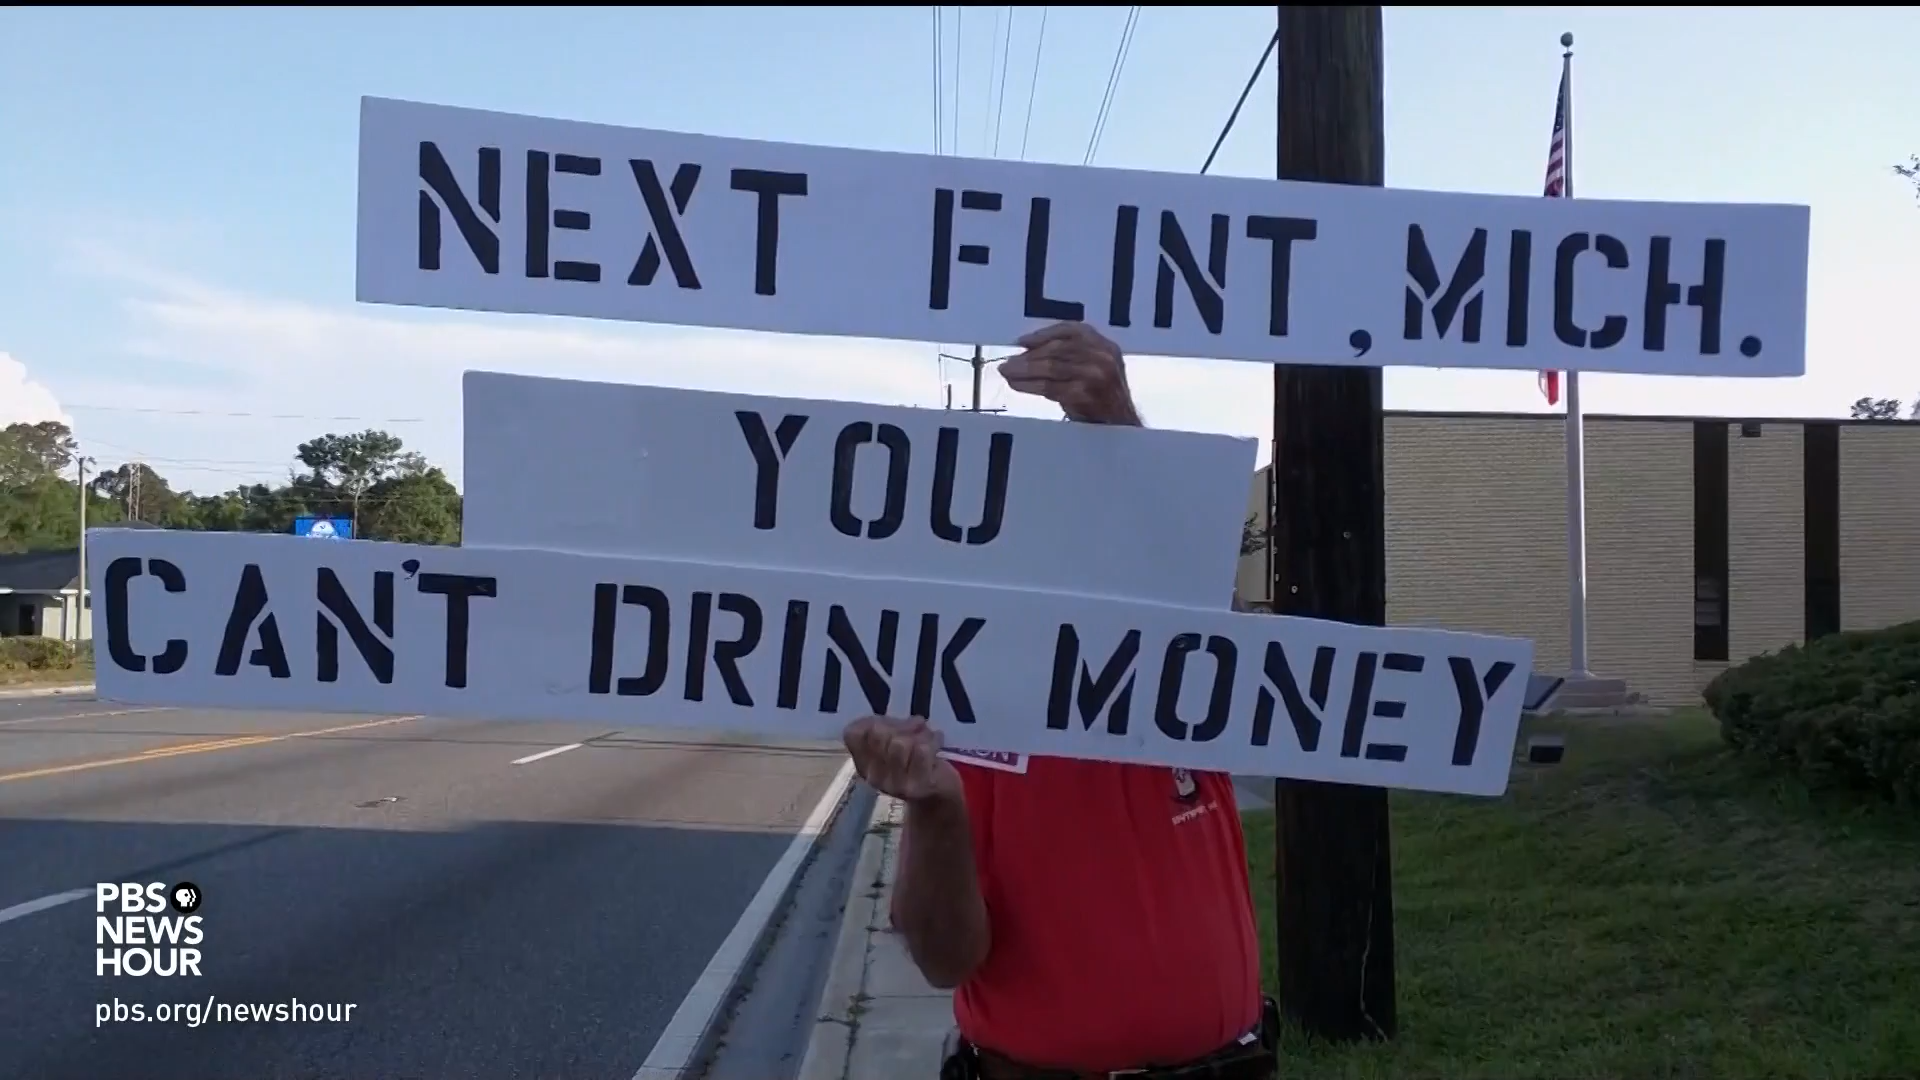 NEXT FLINT, MICH.
YOU
CAN'T DRINK MONEY
PBS
NEWS
HOUR
pbs.org/newshour